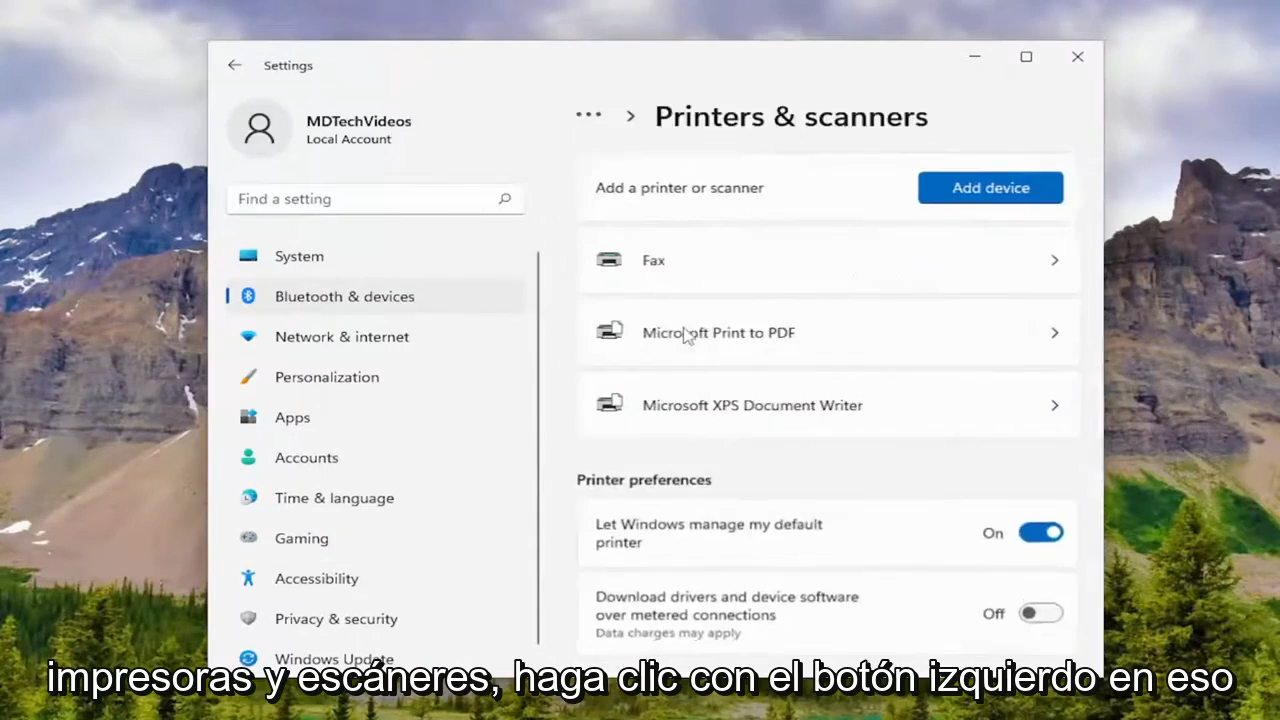 Settings
MDTechVideos
Local Account
Find a setting
System
Bluetooth & devices
Network & internet
Personalization
Apps
Accounts
Time & language
Gaming
Accessibility
Privacy & security
Windows Update
Printers & scanners
Add a printer or scanner
Add device
Fax
Microsoft Print to PDF
Microsoft XPS Document Writer
Printer preferences
Let Windows manage my default
printer
On
Download drivers and device software
over metered connections
Data charges may apply
Off
impresoras y escáneres, haga clic con el botón izquierdo en eso